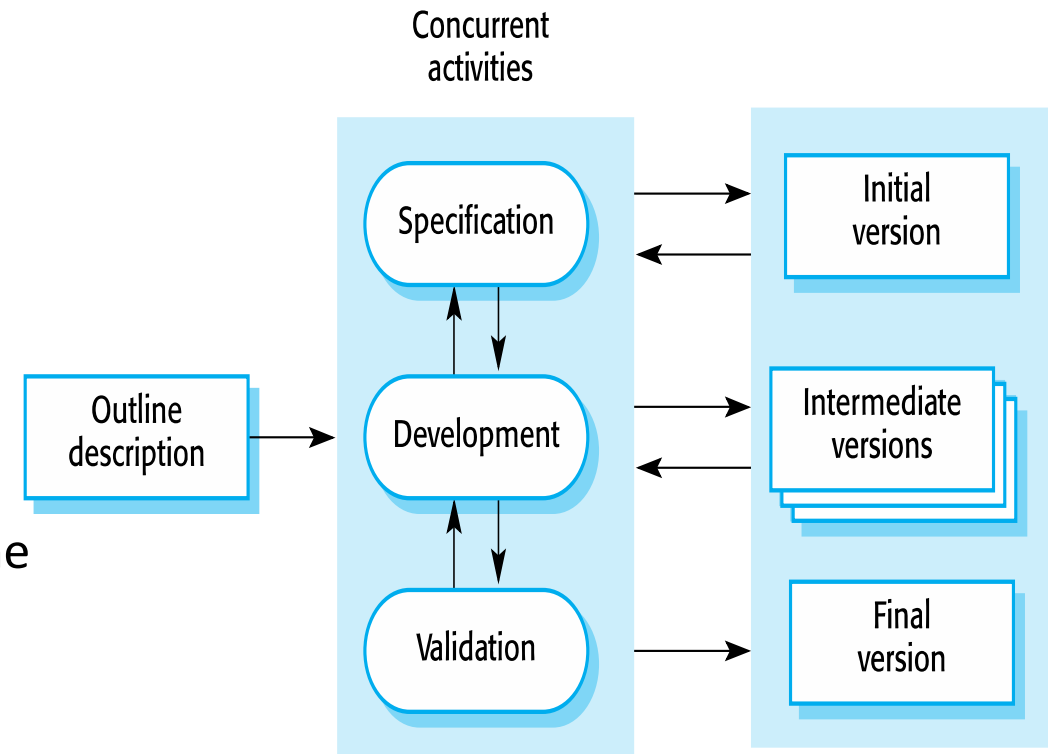 Concurrent
activities
Specification
Initial
version
Outline
description
Development
Intermediate
versions
e
Validation
Final
version